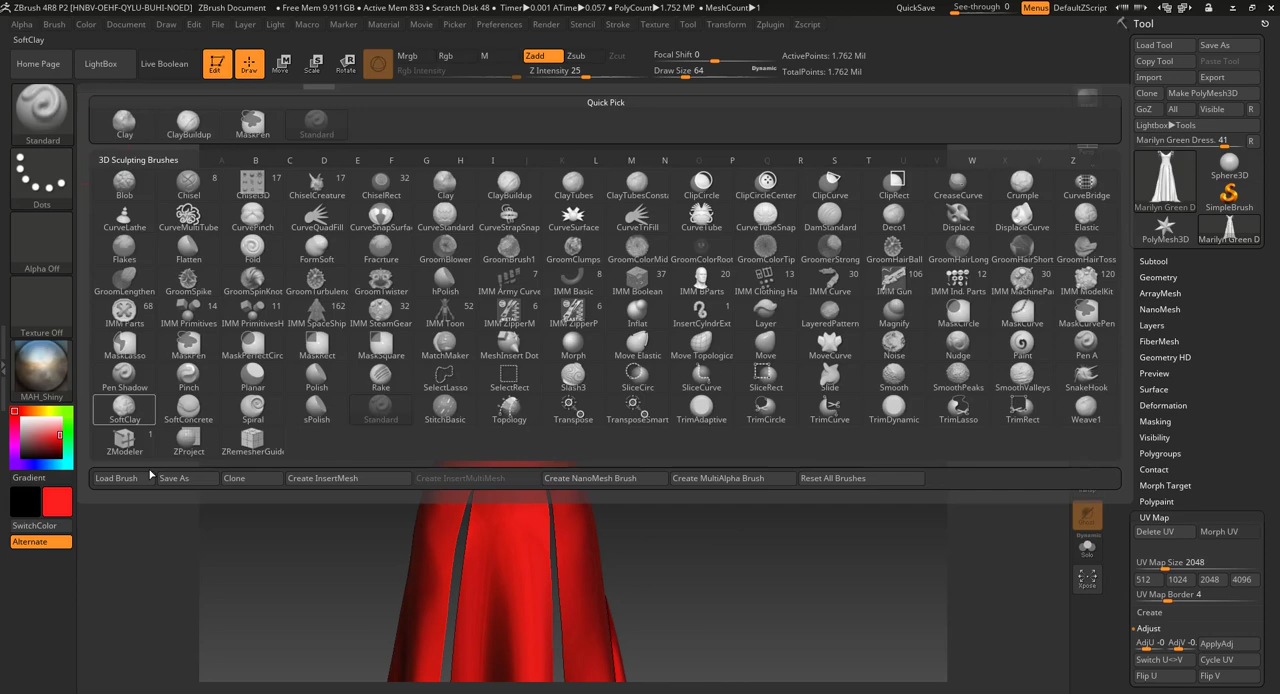 ZBrush 4R8 P2 [HNBV-OEHF-QYLU-BUHI-NOED] ZBrush Document • Free Mem 9.911GB • Active Mem 833 • Scratch Disk 48 • Timer▶0.001 ATime▶0.057 • PolyCount▶1.752 MP • MeshCount▶1 QuickSave See-through 0 Menus DefaultZScript
Alpha Brush Color Document Draw Edit File Layer Light Macro Marker Material Movie Picker Preferences Render Stencil Stroke Texture Tool Transform Zplugin Zscript Tool
SoftClay
Home Page LightBox Live Boolean Edit Draw Move Scale Rotate Mrgb Rgb M Zadd Zsub Zcut Focal Shift 0 ActivePoints: 1.762 Mil
Rgb Intensity Z Intensity 25 Draw Size 64 Dynamic TotalPoints: 1.762 Mil
Load Tool Save As
Copy Tool Paste Tool
Import Export
Clone Make PolyMesh3D
GoZ All Visible R
Lightbox▶Tools
Marilyn Green Dress. 41 R
Quick Pick
Clay ClayBuildup MaskPen Standard
3D Sculpting Brushes A B C D E F G H I J K L M N O P Q R S T U V W X Y Z
Blob Chisel 8 Chisel3D 17 ChiselCreature 17 ChiselRect 32 Clay ClayBuildup ClayTubes ClayTubesConsta ClipCircle ClipCircleCenter ClipCurve ClipRect CreaseCurve Crumple CurveBridge
CurveLathe CurveMultiTube CurvePinch CurveQuadFill CurveSnapSurfa CurveStandard CurveStrapSnap CurveSurface CurveTriFill CurveTube CurveTubeSnap DamStandard Deco1 Displace DisplaceCurve Elastic
Flakes Flatten Fold FormSoft Fracrture GroomBlower GroomBrush1 GroomClumps GroomColorMid GroomColorRoot GroomColorTip GroomerStrong GroomHairBall GroomHairLong GroomHairShort GroomHairToss
GroomLengthen GroomSpike GroomSpinKnot GroomTurbulenc GroomTwister hPolish IMM Army Curve 7 IMM Basic 8 IMM Boolean 37 IMM BParts 20 IMM Clothing Ha 13 IMM Curve 30 IMM Gun 106 IMM Ind. Parts 12 IMM MachinePar 30 IMM ModelKit 120
IMM Parts 68 IMM Primitives 14 IMM PrimitivesH 11 IMM SpaceShip 162 IMM SteamGear 32 IMM Toon 52 IMM ZipperM 6 IMM ZipperP 6 Inflat InsertCylndrExt 1 Layer LayeredPattern Magnify MaskCircle MaskCurve MaskCurvePen
MaskLasso MaskPen MaskPerfectCirc MaskRect MaskSquare MatchMaker MeshInsert Dot Morph Move Elastic Move Topologica Move MoveCurve Noise Nudge Paint Pen A
Pen Shadow Pinch Planar Polish Rake SelectLasso SelectRect Slash3 SliceCirc SliceCurve SliceRect Slide Smooth SmoothPeaks SmoothValleys SnakeHook
SoftClay SoftConcrete Spiral sPolish Standard StitchBasic Topology Transpose TransposeSmart TrimAdaptive TrimCircle TrimCurve TrimDynamic TrimLasso TrimRect Weave1
ZModeler 1 ZProject ZRemesherGuide
Load Brush Save As Clone Create InsertMesh Create InsertMultiMesh Create NanoMesh Brush Create MultiAlpha Brush Reset All Brushes
Standard
Dots
Alpha Off
Texture Off
MAH_Shiny
Gradient
SwitchColor
Alternate
Dynamic
Solo
Xpose
Marilyn Green D Sphere3D
SimpleBrush
PolyMesh3D Marilyn Green D
Subtool
Geometry
ArrayMesh
NanoMesh
Layers
FiberMesh
Geometry HD
Preview
Surface
Deformation
Masking
Visibility
Polygroups
Contact
Morph Target
Polypaint
UV Map
Delete UV Morph UV
UV Map Size 2048
512 1024 2048 4096
UV Map Border 4
Create
Adjust
AdjU -0 AdjV -0. ApplyAdj
Switch U<>V Cycle UV
Flip U Flip V